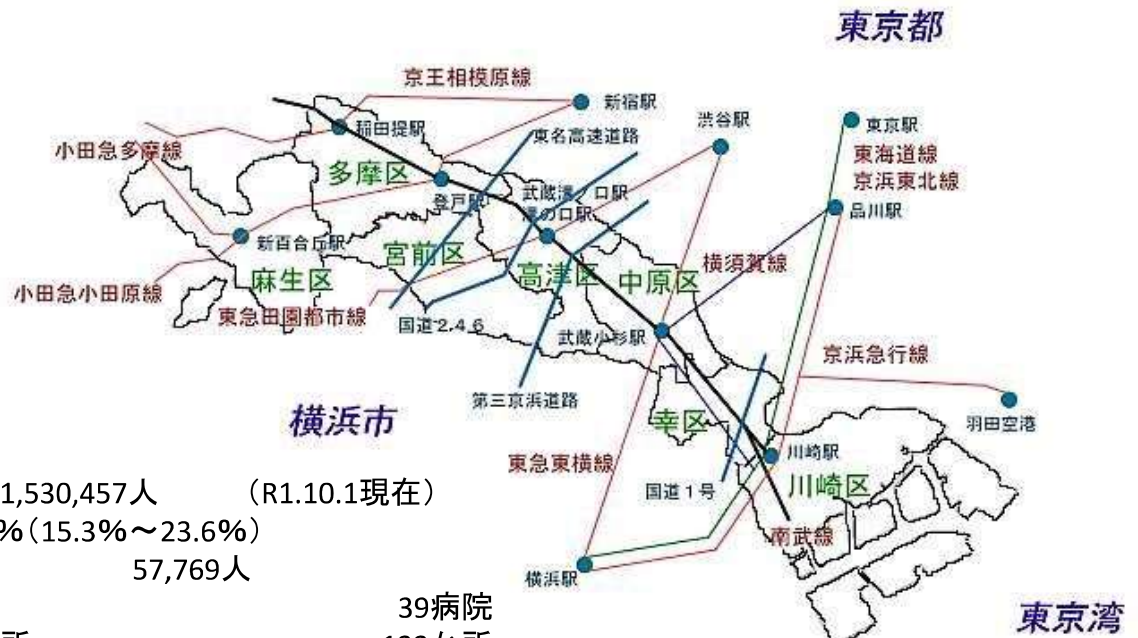 東京都
京王相模原線
新宿駅
渋谷駅
東京駅
東海道線
京浜東北線
品川駅
稲田提駅
東名高速道路
小田急多摩線
多摩区
登戸駅
武蔵溝ノ口駅
溝の口駅
新百合丘駅
宮前区
麻生区
高津区
中原区
横須賀線
小田急小田原線
東急田園都市線
国道246
武蔵小杉駅
京浜急行線
第三京浜道路
羽田空港
横浜市
幸区
東急東横線
川崎駅
国道1号
川崎区
南武線
横浜駅
東京湾
1,530,457人 （R1.10.1現在）
%（15.3%～23.6%）
57,769人
39病院